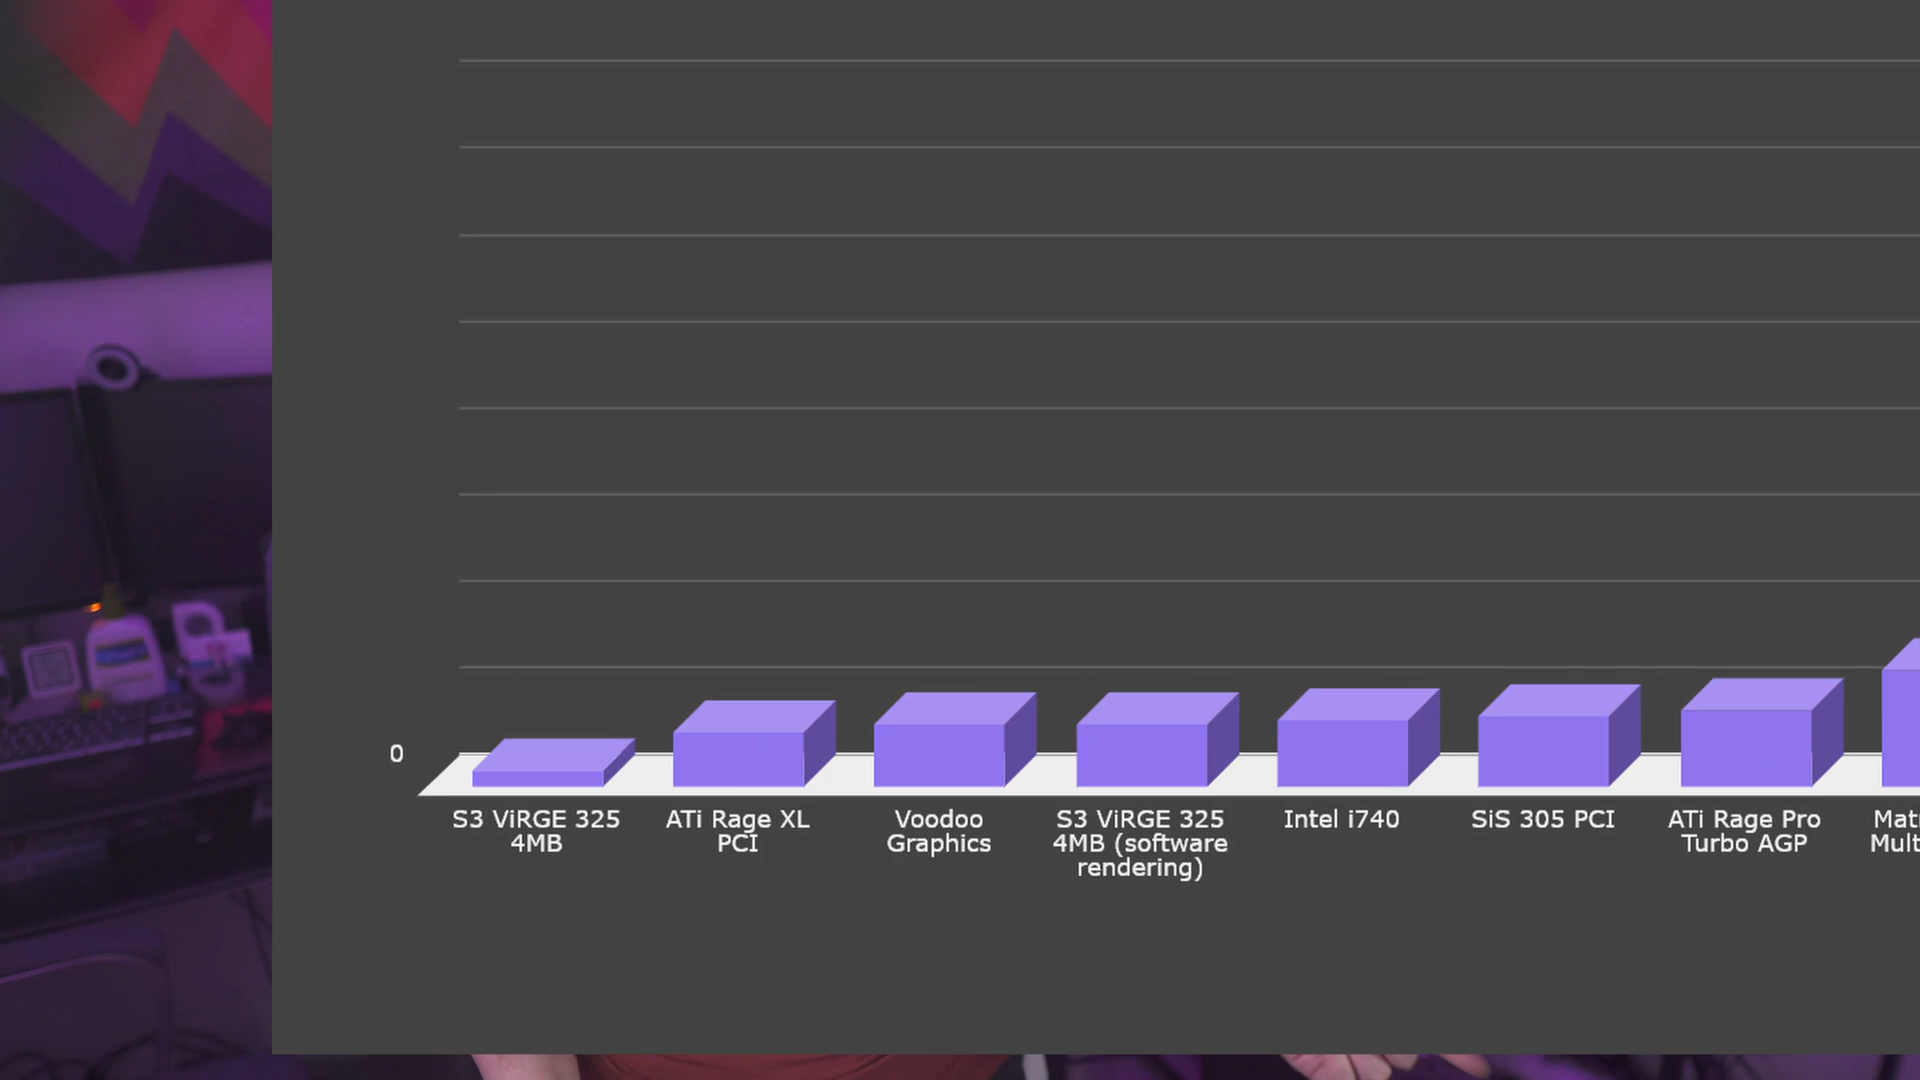 0
S3 ViRGE 325
4MB
ATi Rage XL
PCI
Voodoo
Graphics
S3 ViRGE 325
4MB (software
rendering)
Intel i740
SiS 305 PCI
ATi Rage Pro
Turbo AGP